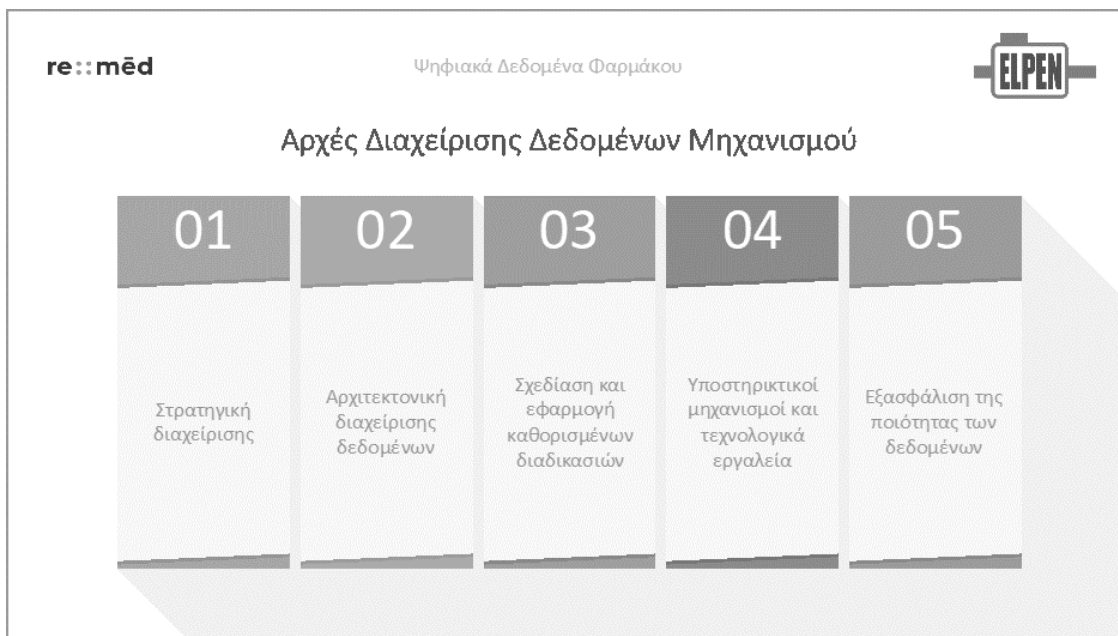 re::mēd
Ψηφιακά Δεδομένα Φαρμάκου
ELPEN
Αρχές Διαχείρισης Δεδομένων Μηχανισμού
01
Στρατηγική
διαχείρισης
02
Αρχιτεκτονική
διαχείρισης
δεδομένων
03
Σχεδίαση και
εφαρμογή
καθορισμένων
διαδικασιών
04
Υποστηρικτικοί
μηχανισμοί και
τεχνολογικά
εργαλεία
05
Εξασφάλιση της
ποιότητας των
δεδομένων